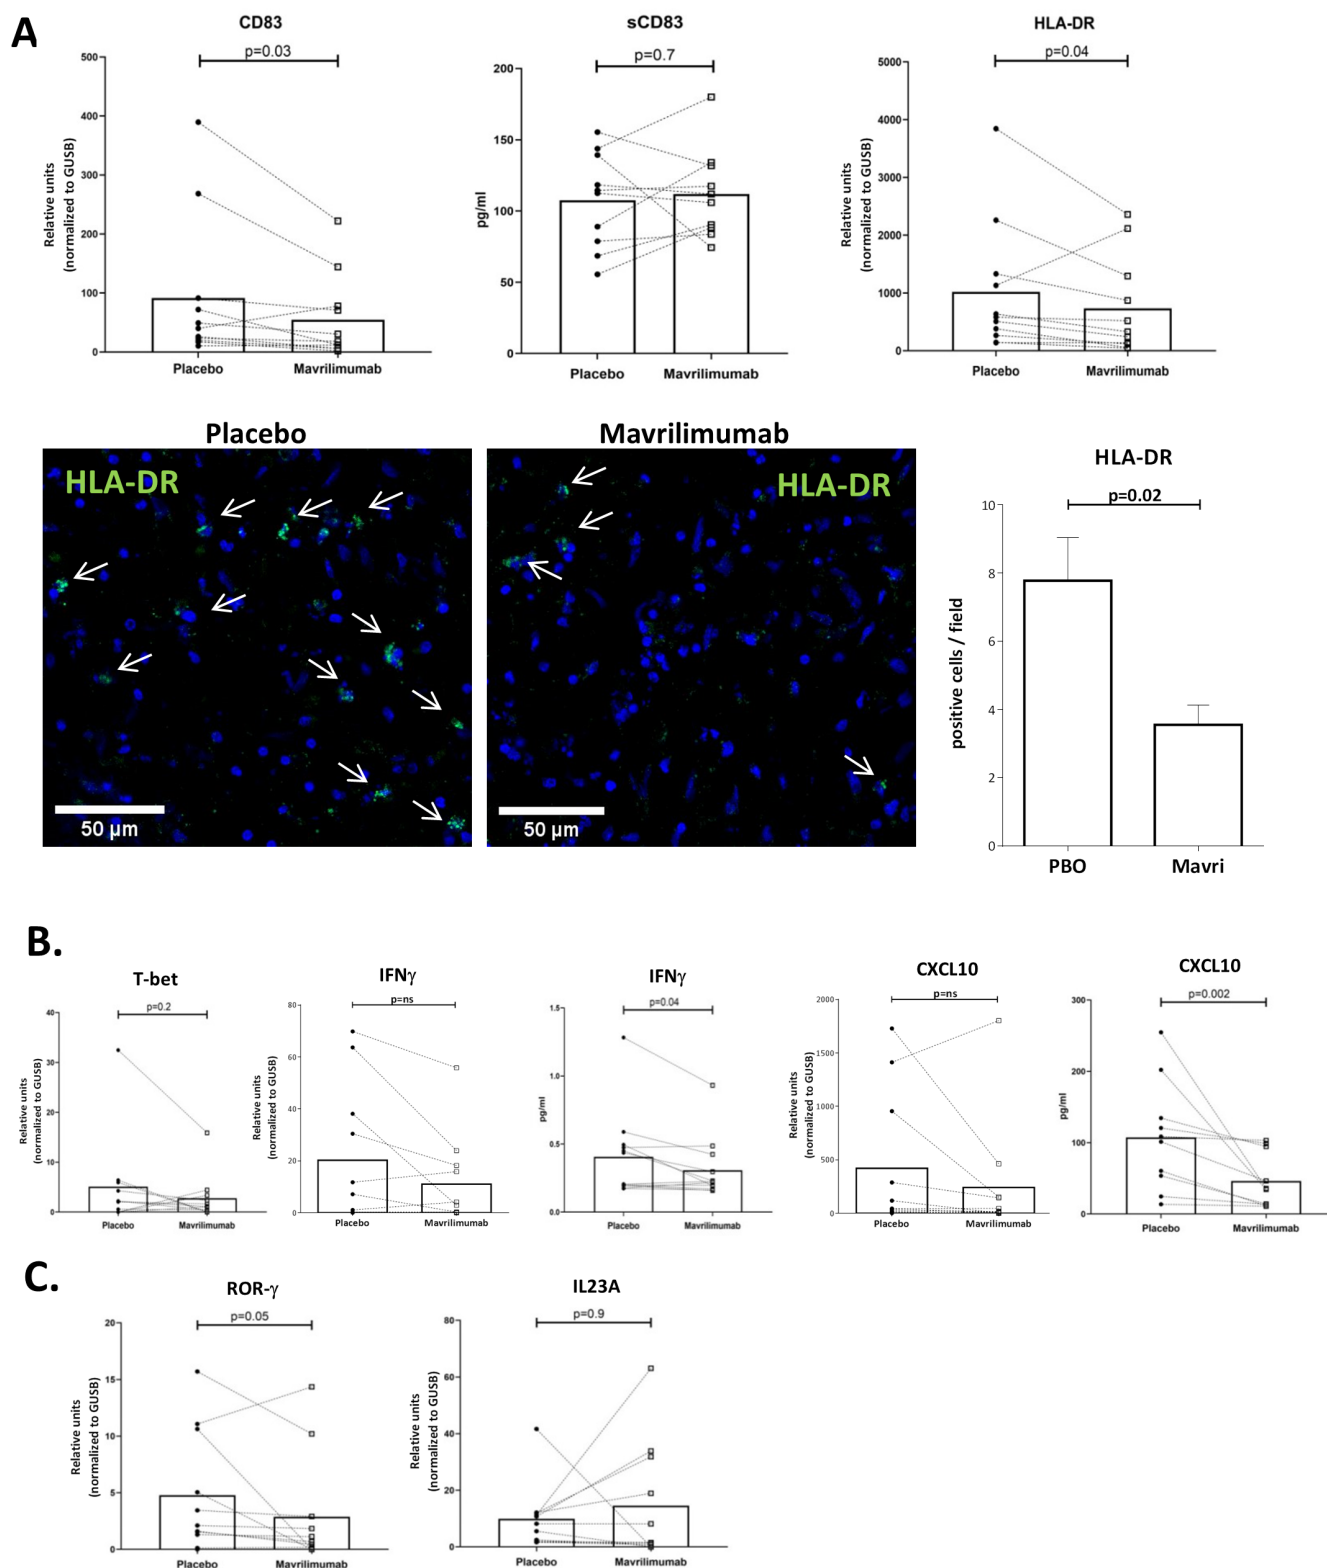 A
CD83
p=0.03
Relative units
(normalized to GUSB)
500
400
300
200
100
0
Placebo Mavrilimumab
sCD83
p=0.7
pg/ml
200
150
100
50
0
Placebo Mavrilimumab
HLA-DR
p=0.04
Relative units
(normalized to GUSB)
5000
4000
3000
2000
1000
0
Placebo Mavrilimumab
Placebo
HLA-DR
50 µm
Mavrilimumab
HLA-DR
50 µm
HLA-DR
p=0.02
positive cells / field
10
8
6
4
2
0
PBO Mavri
B.
T-bet
p=0.2
Relative units
(normalized to GUSB)
40
30
20
10
0
Placebo Mavrilimumab
IFNγ
p=ns
Relative units
(normalized to GUSB)
80
60
40
20
0
Placebo Mavrilimumab
IFNγ
p=0.04
pg/ml
1.5
1.0
0.5
0.0
Placebo Mavrilimumab
CXCL10
p=ns
Relative units
(normalized to GUSB)
2000
1500
1000
500
0
Placebo Mavrilimumab
CXCL10
p=0.002
pg/ml
300
200
100
0
Placebo Mavrilimumab
C.
ROR-γ
p=0.05
Relative units
(normalized to GUSB)
20
15
10
5
0
Placebo Mavrilimumab
IL23A
p=0.9
Relative units
(normalized to GUSB)
80
60
40
20
0
Placebo Mavrilimumab